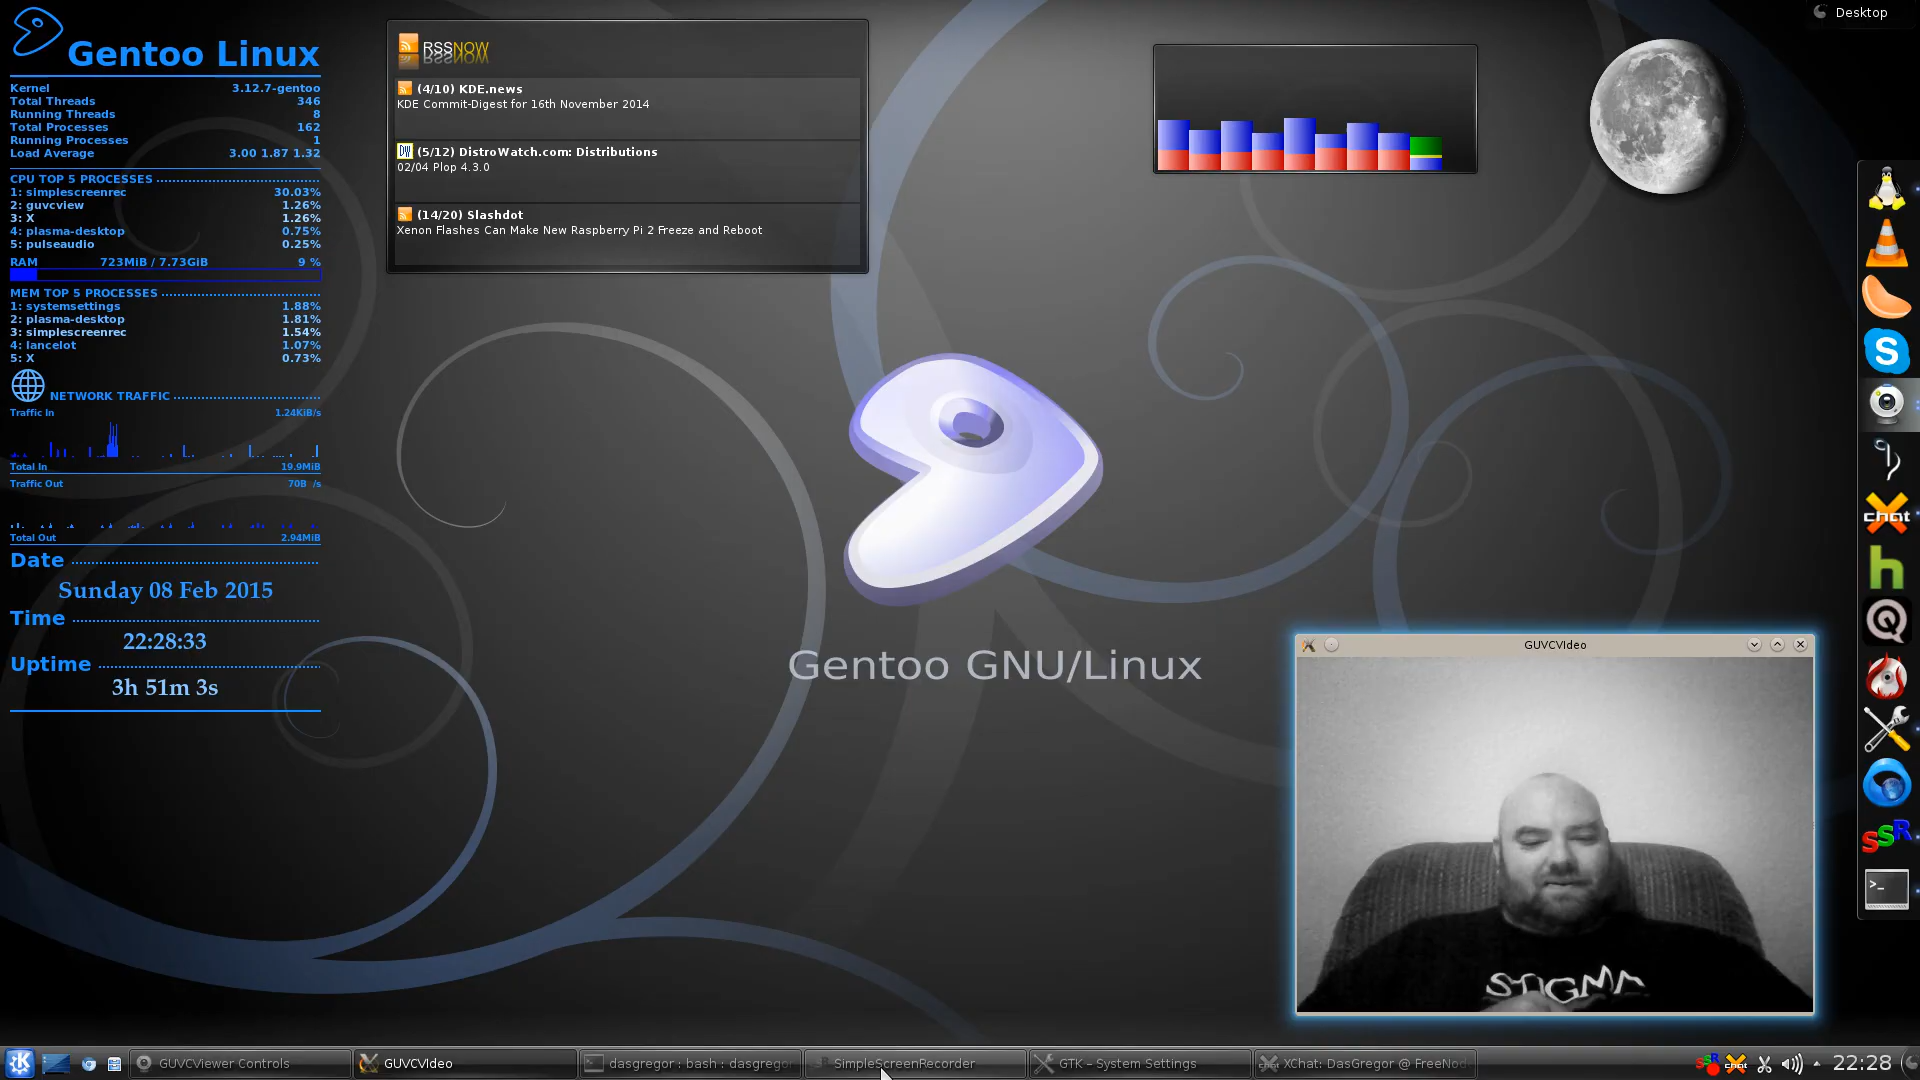 Gentoo Linux
Kernel 3.12.7-gentoo
Total Threads 346
Running Threads 8
Total Processes 162
Running Processes 1
Load Average 3.00 1.87 1.32
CPU TOP 5 PROCESSES
1: simplescreenrec 30.03%
2: guvcview 1.26%
3: X 1.26%
4: plasma-desktop 0.75%
5: pulseaudio 0.25%
RAM 723MiB / 7.73GiB 9 %
MEM TOP 5 PROCESSES
1: systemsettings 1.88%
2: plasma-desktop 1.81%
3: simplescreenrec 1.54%
4: lancelot 1.07%
5: X 0.73%
NETWORK TRAFFIC
Traffic In 1.24KiB/s
Total In 19.9MiB
Traffic Out 70B /s
Total Out 2.94MiB
Date
Sunday 08 Feb 2015
Time
22:28:33
Uptime
3h 51m 3s
RSSNOW
(4/10) KDE.news
KDE Commit-Digest for 16th November 2014
DW (5/12) DistroWatch.com: Distributions
02/04 Plop 4.3.0
(14/20) Slashdot
Xenon Flashes Can Make New Raspberry Pi 2 Freeze and Reboot
Desktop
Gentoo GNU/Linux
GUVCVIdeo
STIGMA
S
chat
h
SSR
>_
GUVCViewer Controls
GUVCVIdeo
dasgregor : bash : dasgregor
SimpleScreenRecorder
GTK – System Settings
XChat: DasGregor @ FreeNod
22:28